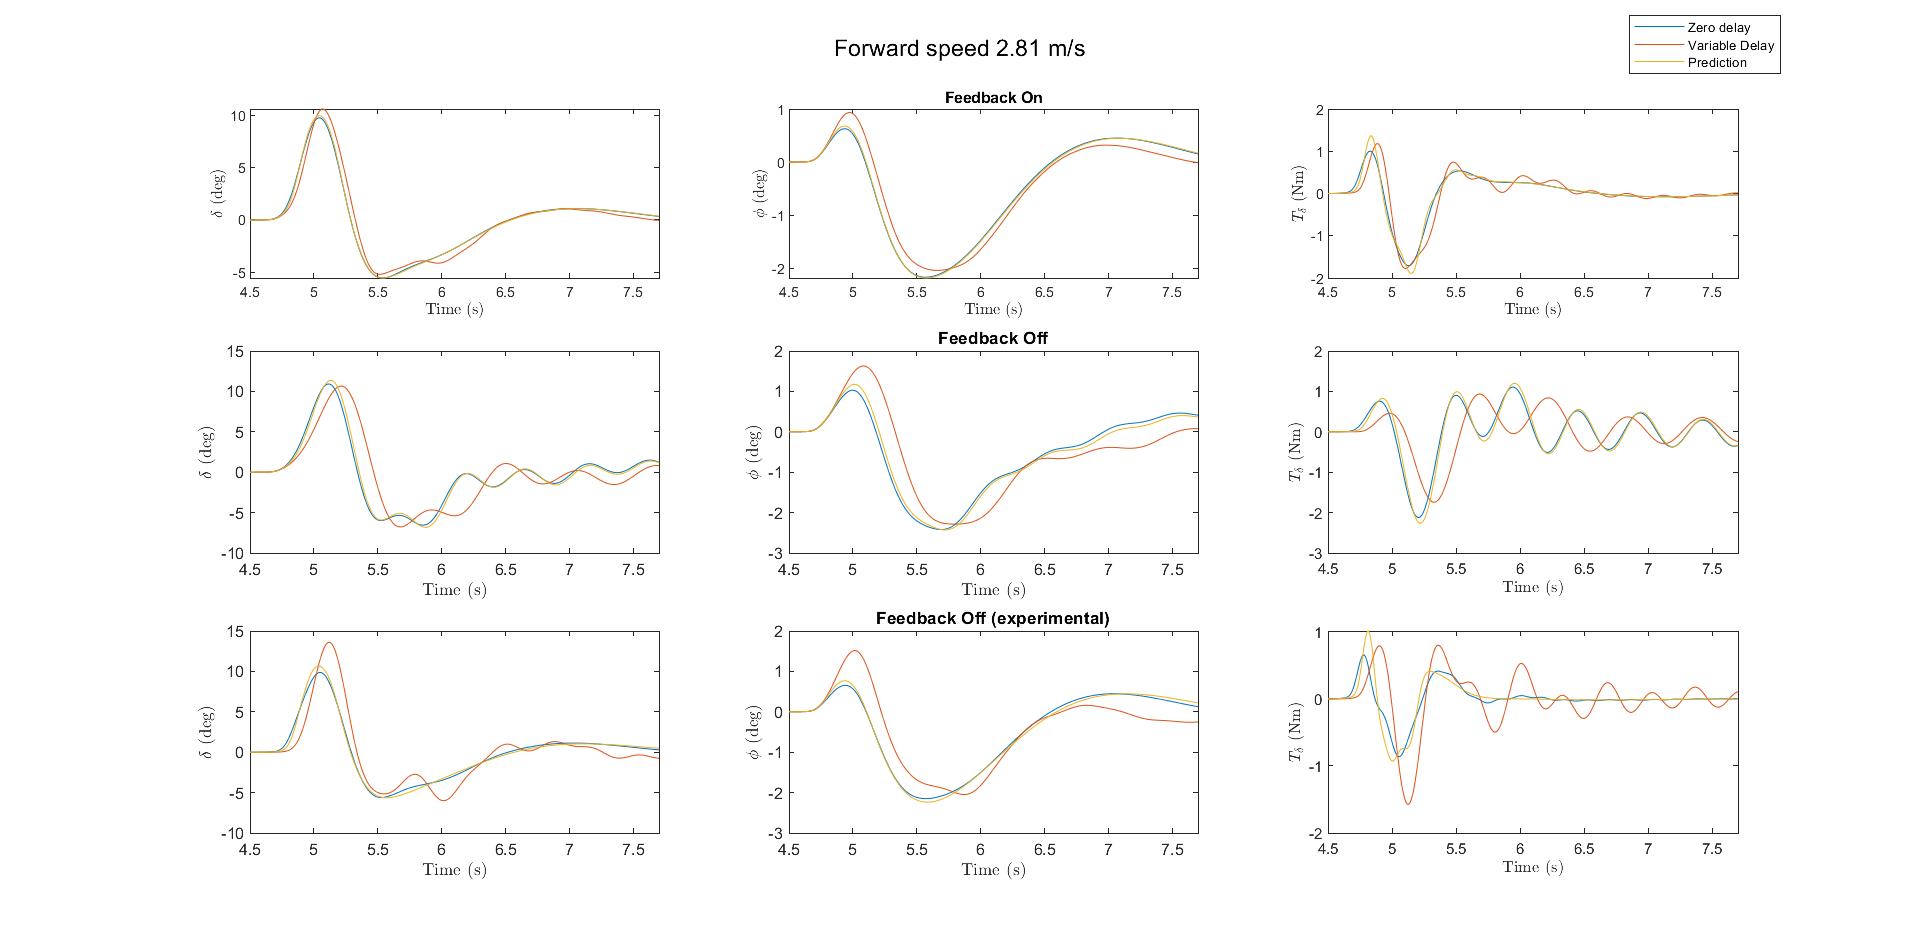 Zero delay
Variable Delay
Prediction
Forward speed 2.81 m/s
Feedback On
10
5
0
-5
4.5 5 5.5 6 6.5 7 7.5
δ (deg)
Time (s)
1
0
-1
-2
4.5 5 5.5 6 6.5 7 7.5
ϕ (deg)
Time (s)
2
1
0
-1
-2
4.5 5 5.5 6 6.5 7 7.5
Tδ (Nm)
Time (s)
Feedback Off
15
10
5
0
-5
-10
4.5 5 5.5 6 6.5 7 7.5
δ (deg)
Time (s)
2
1
0
-1
-2
-3
4.5 5 5.5 6 6.5 7 7.5
ϕ (deg)
Time (s)
2
1
0
-1
-2
-3
4.5 5 5.5 6 6.5 7 7.5
Tδ (Nm)
Time (s)
Feedback Off (experimental)
15
10
5
0
-5
-10
4.5 5 5.5 6 6.5 7 7.5
δ (deg)
Time (s)
2
1
0
-1
-2
-3
4.5 5 5.5 6 6.5 7 7.5
ϕ (deg)
Time (s)
1
0
-1
-2
4.5 5 5.5 6 6.5 7 7.5
Tδ (Nm)
Time (s)